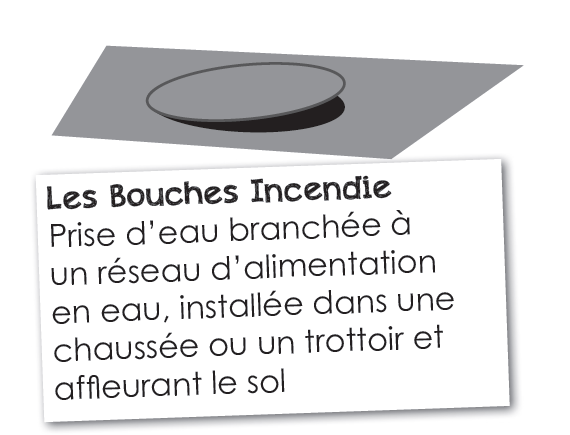 Les Bouches Incendie
Prise d'eau branchée à
un réseau d'alimentation
en eau, installée dans une
chaussée ou un trottoir et
affleurant le sol